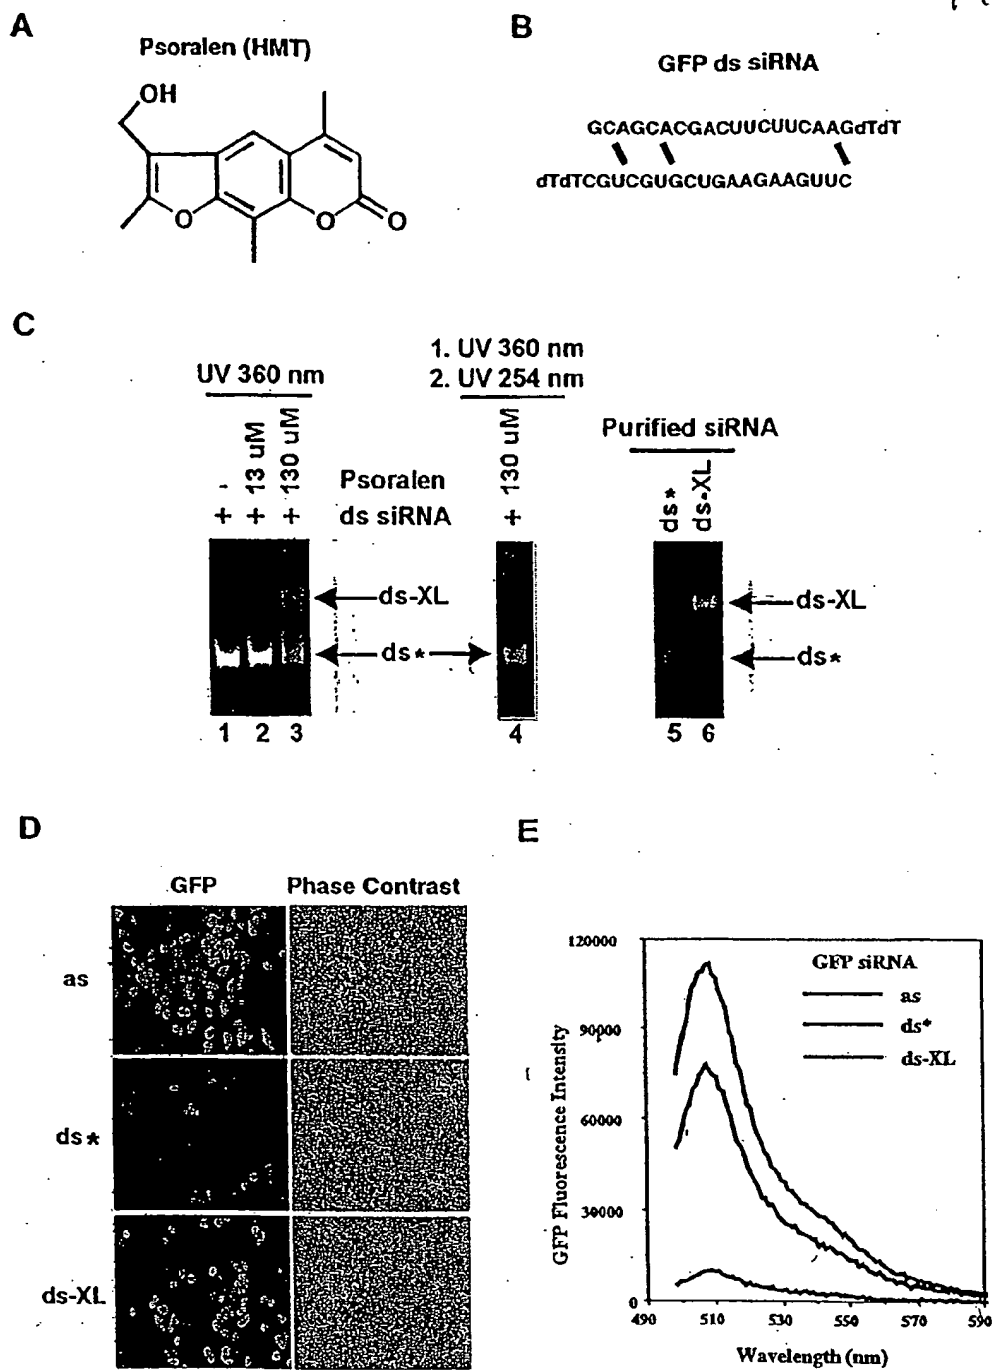 A
Psoralen (HMT)
OH
O
O
O
B
GFP ds siRNA
GCAGCACGACUUCUUCAAGdTdT
dTdTCGUCGUGCUGAAGAAGUUC
C
UV 360 nm
- 13 uM 130 uM
Psoralen
+ + +
ds siRNA
1. UV 360 nm
2. UV 254 nm
130 uM
+
Purified siRNA
ds* ds-XL
ds-XL
ds*
ds-XL
ds*
1 2 3
4
5 6
D
GFP
Phase Contrast
as
ds*
ds-XL
E
120000
90000
60000
30000
0
GFP Fluorescence Intensity
GFP siRNA
as
ds*
ds-XL
490 510 530 550 570 590
Wavelength (nm)